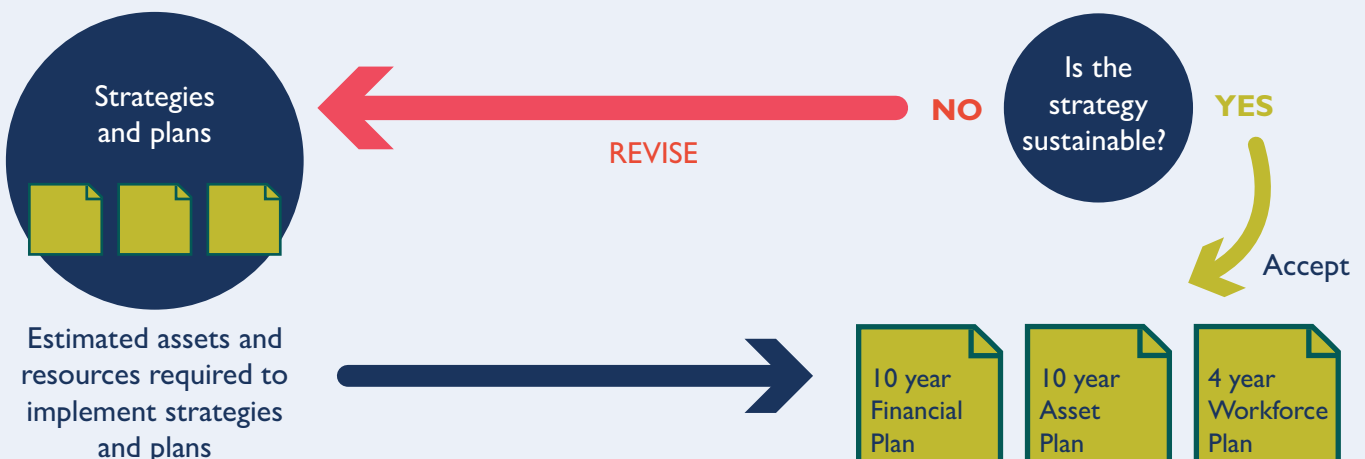 Strategies
and plans
NO
REVISE
Is the
strategy
sustainable?
YES
Accept
Estimated assets and
resources required to
implement strategies
and plans
10 year
Financial
Plan
10 year
Asset
Plan
4 year
Workforce
Plan